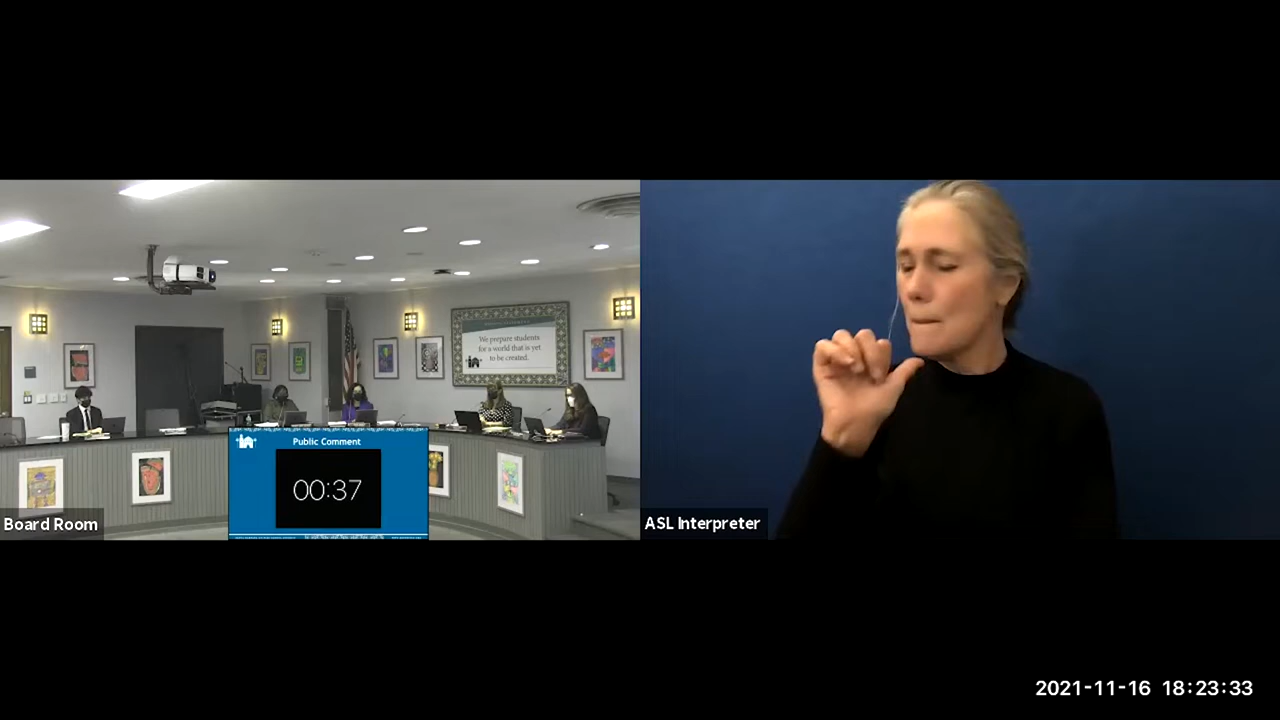 We prepare students
for a world that is yet
to be created.
Public Comment
00:37
Board Room
ASL Interpreter
2021-11-16 18:23:33